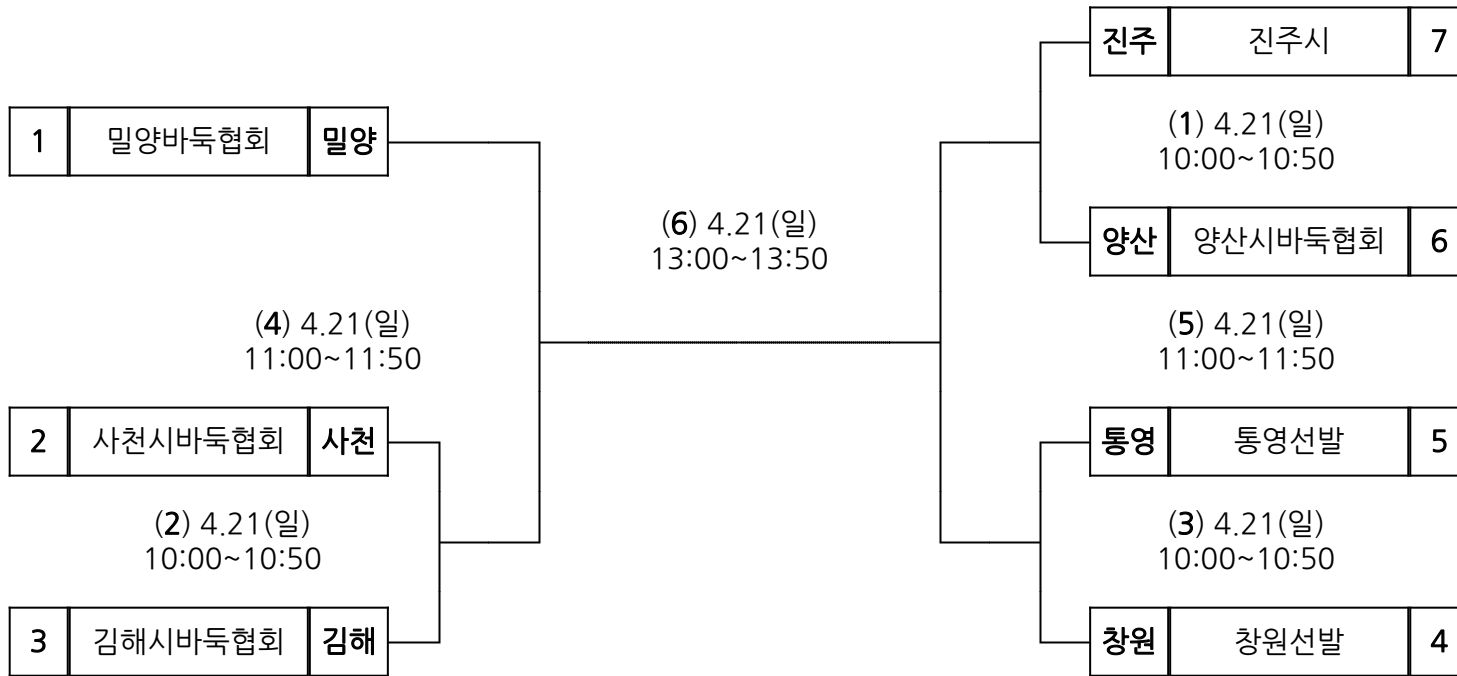 진주 진주시 7
1 밀양바둑협회 밀양
(1) 4.21(일)
10:00~10:50
(6) 4.21(일)
13:00~13:50
양산 양산시바둑협회 6
(4) 4.21(일)
11:00~11:50
(5) 4.21(일)
11:00~11:50
2 사천시바둑협회 사천
통영 통영선발 5
(2) 4.21(일)
10:00~10:50
(3) 4.21(일)
10:00~10:50
3 김해시바둑협회 김해
창원 창원선발 4